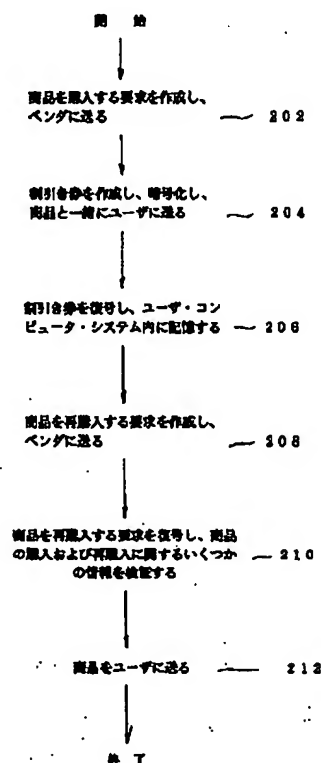 開 始
商品を購入する要求を作成し、
ベンダに送る 202
割引き券を作成し、暗号化し、
商品と一緒にユーザに送る 204
割引き券を復号し、ユーザ・コン
ピュータ・システム内に記憶する 206
商品を再購入する要求を作成し、
ベンダに送る 208
商品を再購入する要求を復号し、商品
の購入および再購入に関するいくつか 210
の情報を検証する
商品をユーザに送る 212
終 了